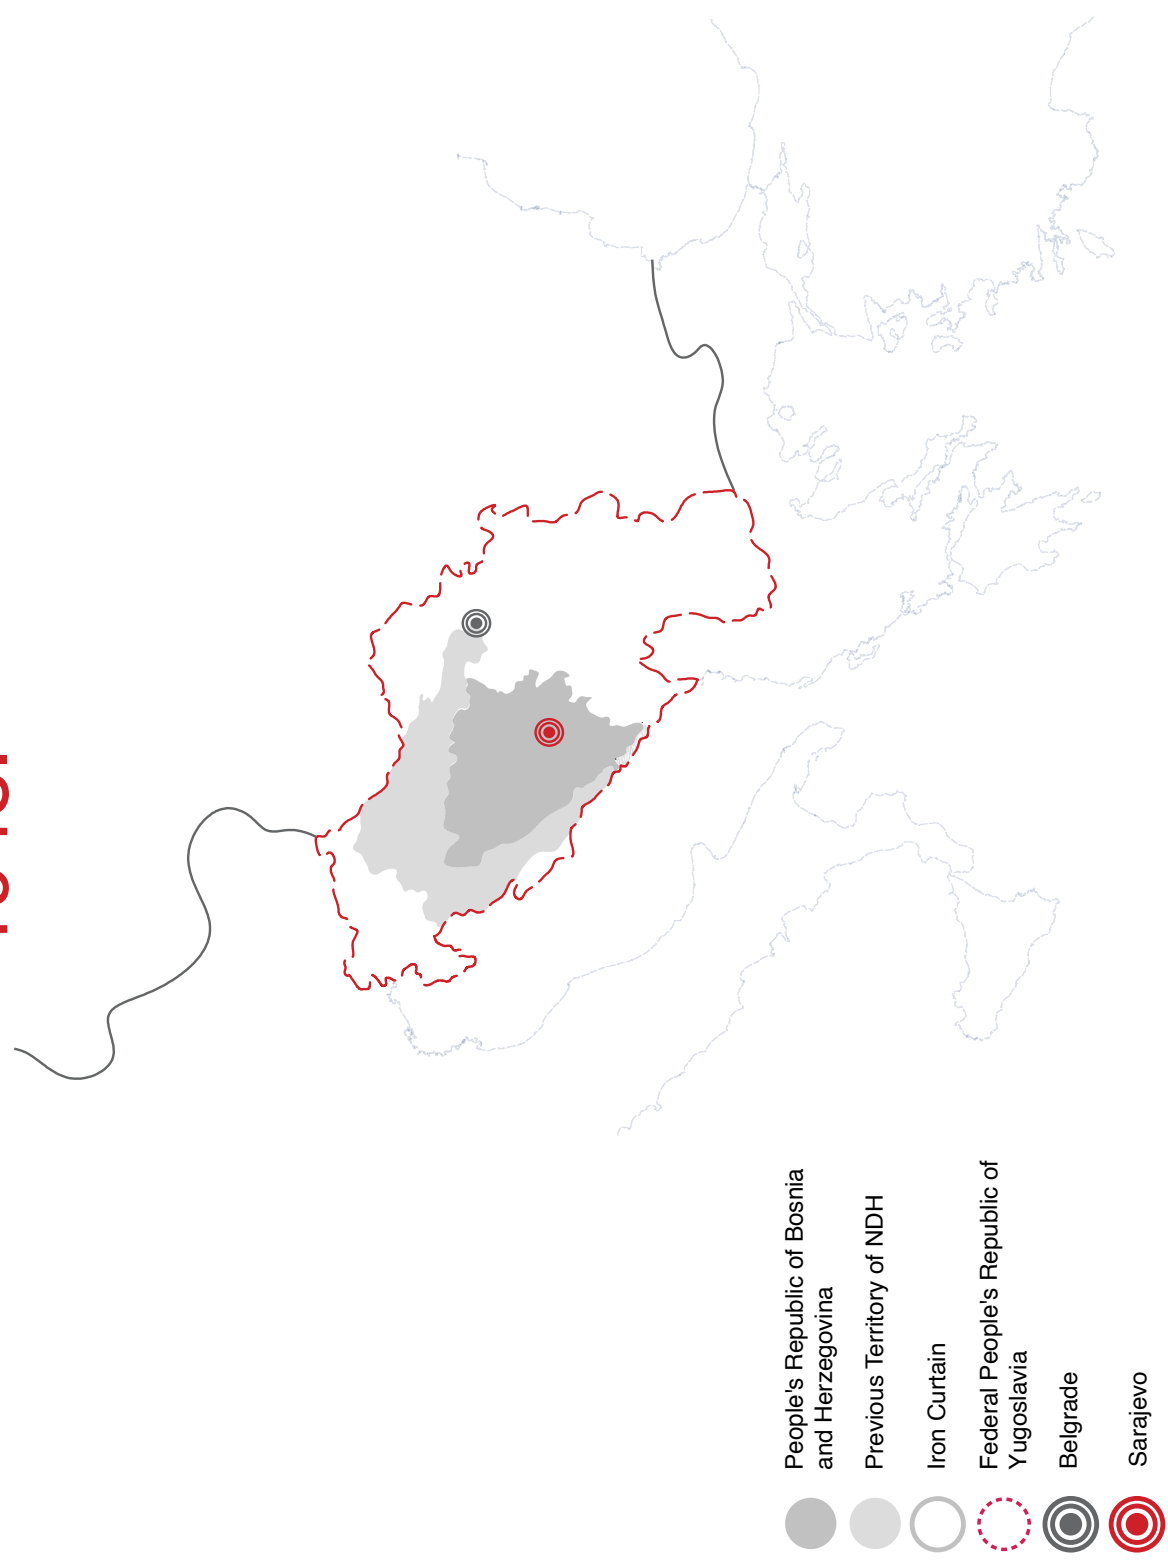 People's Republic of Bosnia
and Herzegovina
Previous Territory of NDH
Iron Curtain
Federal People's Republic of
Yugoslavia
Belgrade
Sarajevo